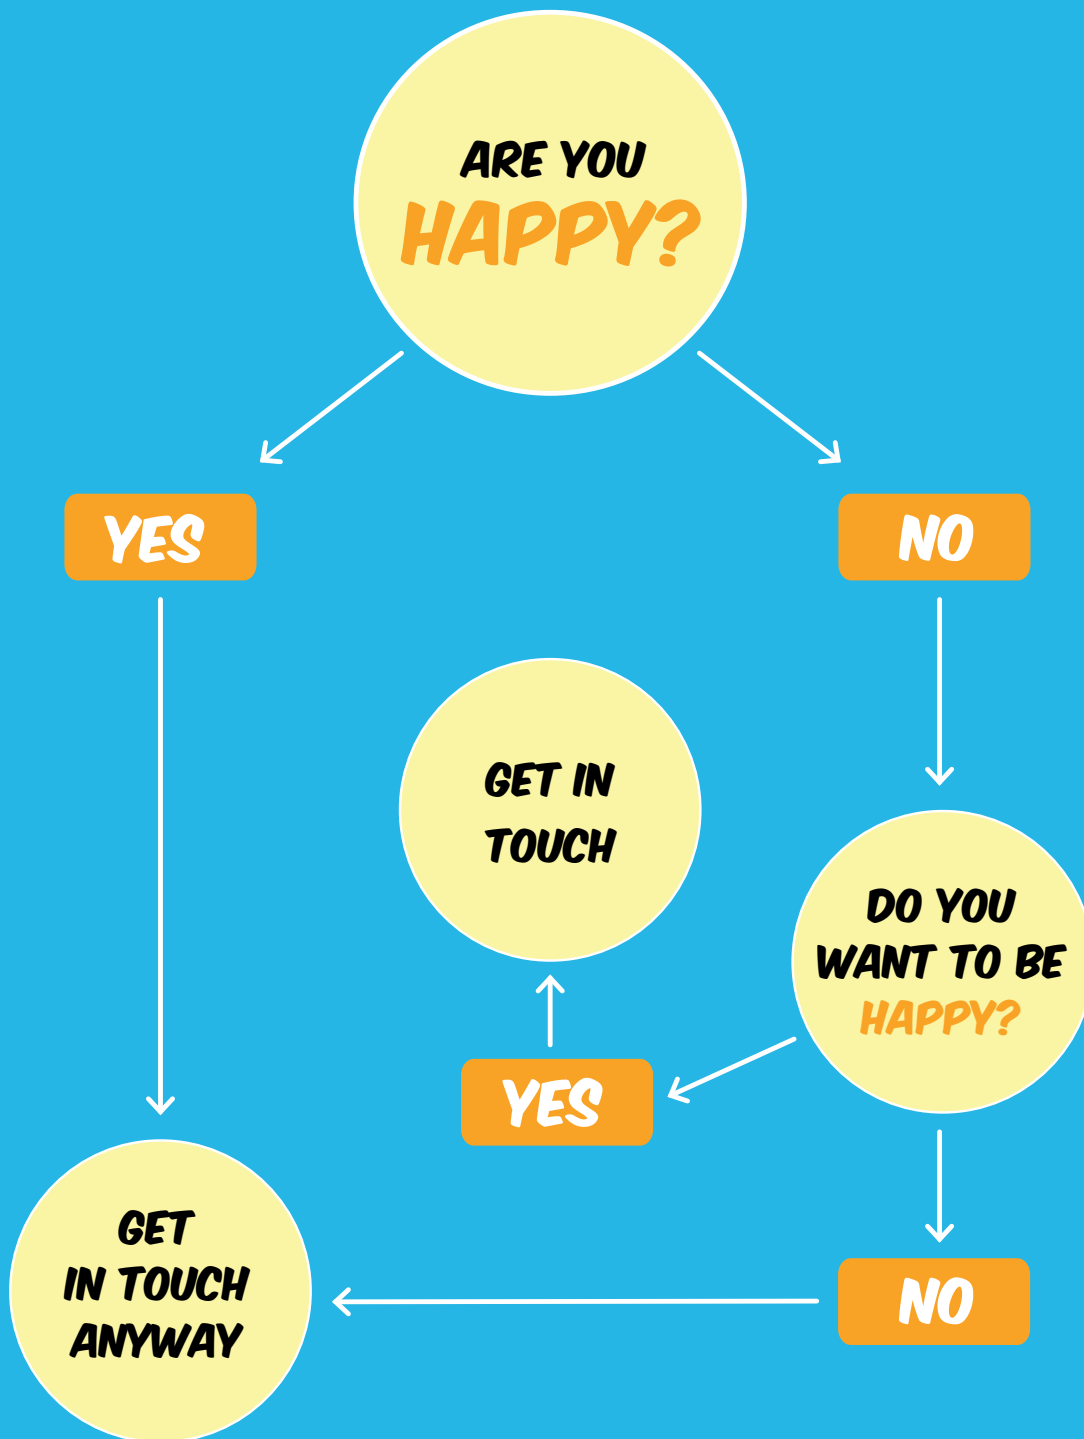 ARE YOU
HAPPY?
YES
NO
GET IN
TOUCH
DO YOU
WANT TO BE
HAPPY?
YES
GET
IN TOUCH
ANYWAY
NO